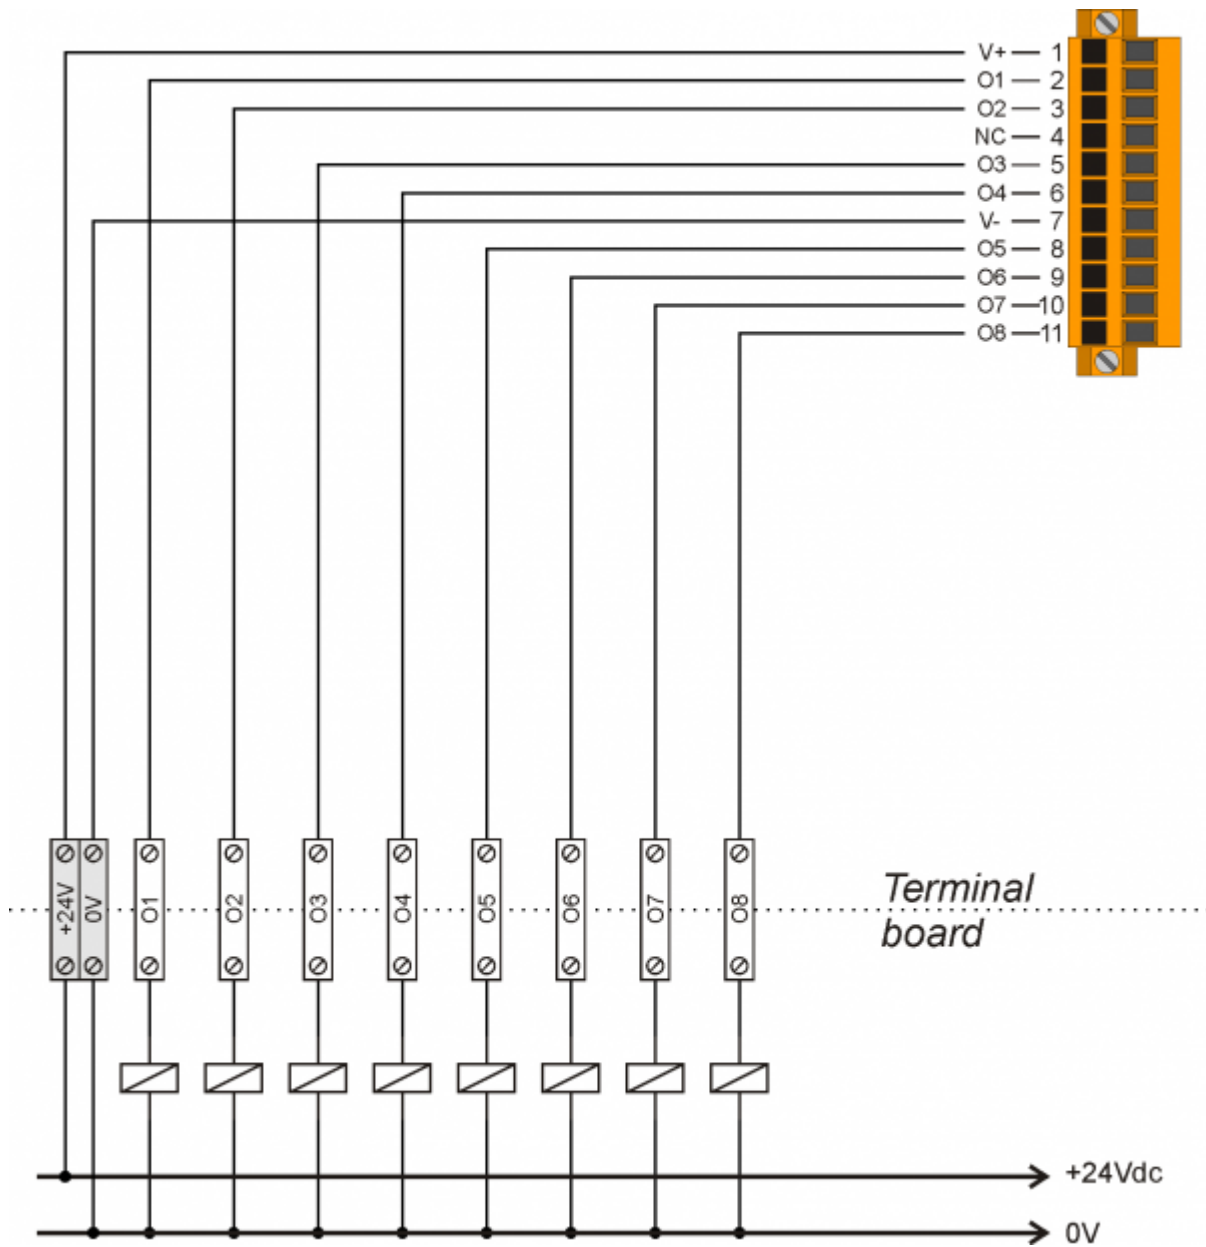 V+ 1
O1 2
O2 3
NC 4
O3 5
O4 6
V- 7
O5 8
O6 9
O7 10
O8 11
+24V 0V O1 O2 O3 O4 O5 O6 O7 O8
Terminal
board
+24Vdc
0V